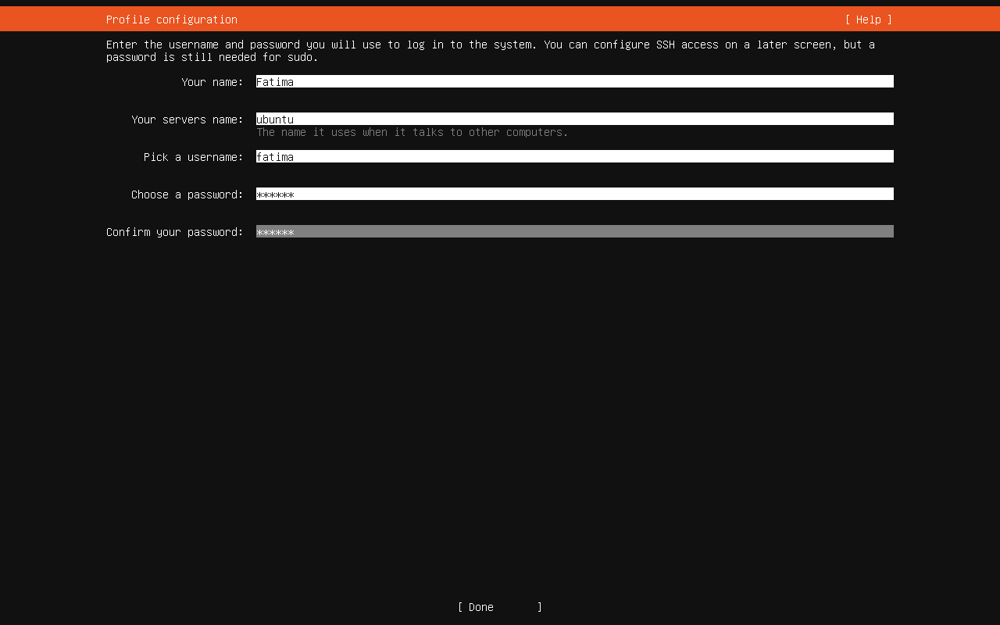 Profile configuration [ Help ]
Enter the username and password you will use to log in to the system. You can configure SSH access on a later screen, but a
password is still needed for sudo.
Your name: Fatima
Your servers name: ubuntu
The name it uses when it talks to other computers.
Pick a username: fatima
Choose a password: ******
Confirm your password: ******
[ Done ]